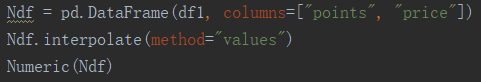 Ndf = pd.DataFrame(df1, columns=["points", "price"])
Ndf.interpolate(method="values")
Numeric(Ndf)